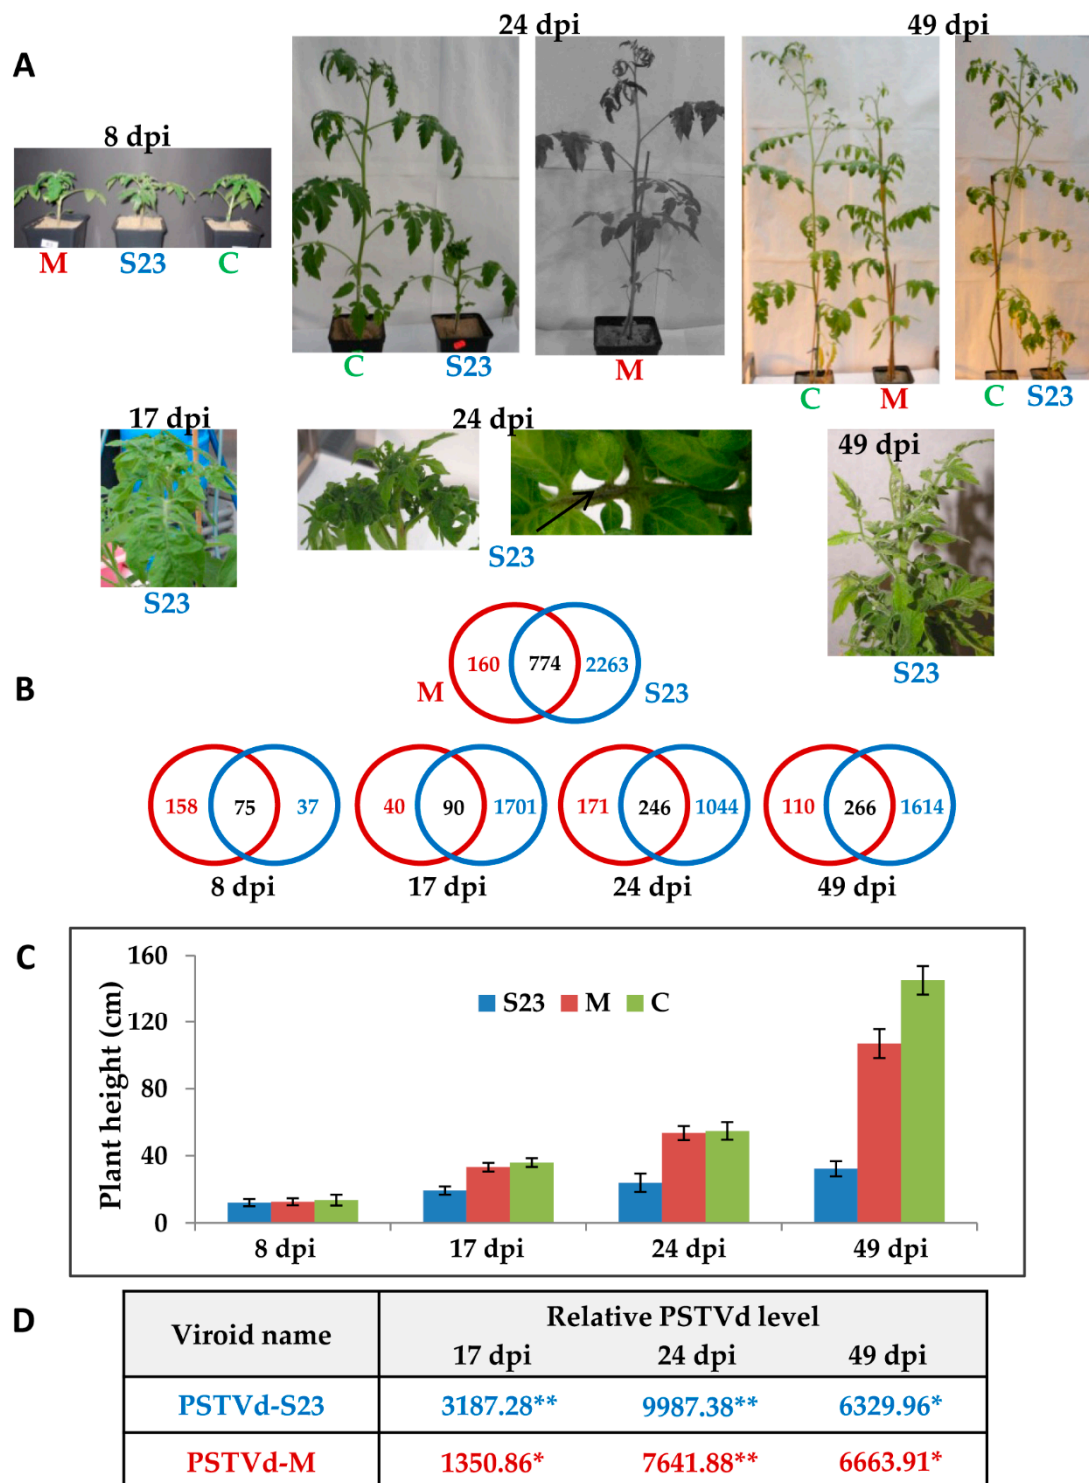 A
24 dpi
49 dpi
8 dpi
M S23 C
C S23
M
C M
C S23
17 dpi
24 dpi
49 dpi
S23
S23
S23
B
M 160 774 2263 S23
158 75 37
40 90 1701
171 246 1044
110 266 1614
8 dpi 17 dpi 24 dpi 49 dpi
C
Plant height (cm)
160
120
80
40
0
S23 M C
8 dpi 17 dpi 24 dpi 49 dpi
D
Viroid name
Relative PSTVd level
17 dpi 24 dpi 49 dpi
PSTVd-S23 3187.28** 9987.38** 6329.96*
PSTVd-M 1350.86* 7641.88** 6663.91*